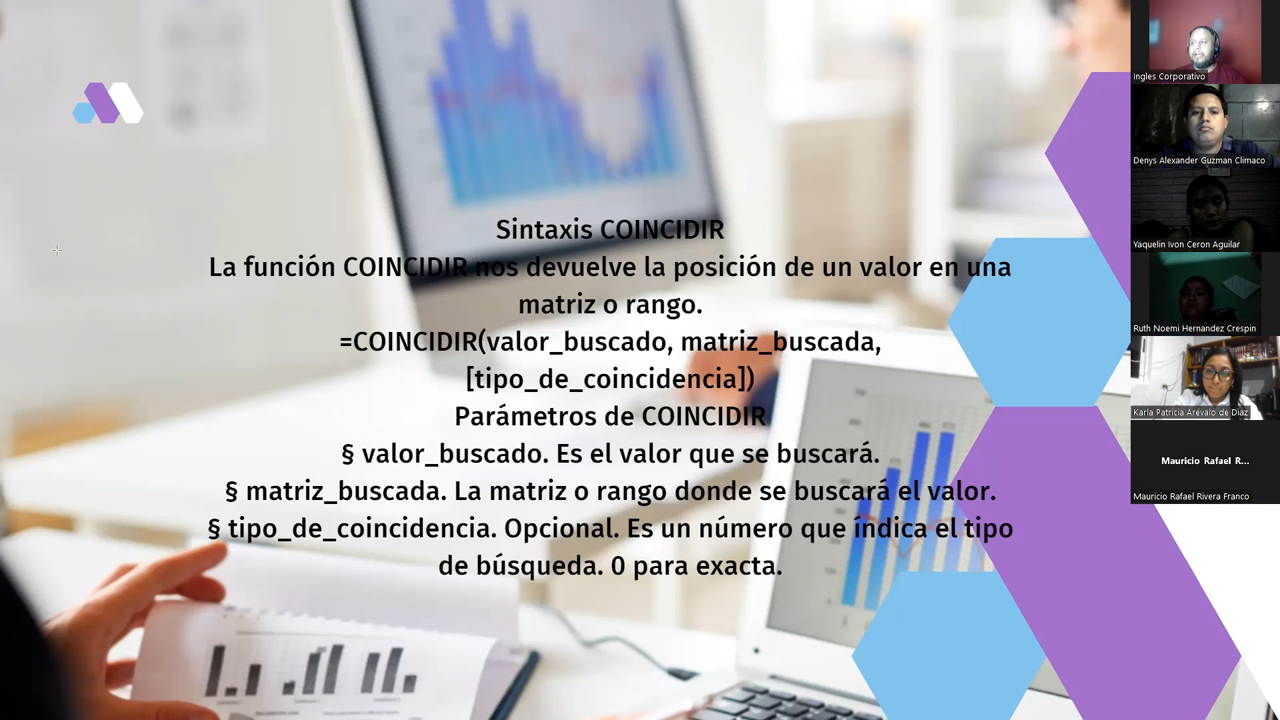 Sintaxis COINCIDIR
La función COINCIDIR nos devuelve la posición de un valor en una
matriz o rango.
=COINCIDIR(valor_buscado, matriz_buscada,
[tipo_de_coincidencia])
Parámetros de COINCIDIR
§ valor_buscado. Es el valor que se buscará.
§ matriz_buscada. La matriz o rango donde se buscará el valor.
§ tipo_de_coincidencia. Opcional. Es un número que indica el tipo
de búsqueda. 0 para exacta.
Ingles Corporativo
Denys Alexander Guzman Climaco
Yaquelin Ivon Ceron Aguilar
Ruth Noemi Hernandez Crespin
Karla Patricia Arévalo de Diaz
Mauricio Rafael R...
Mauricio Rafael Rivera Franco